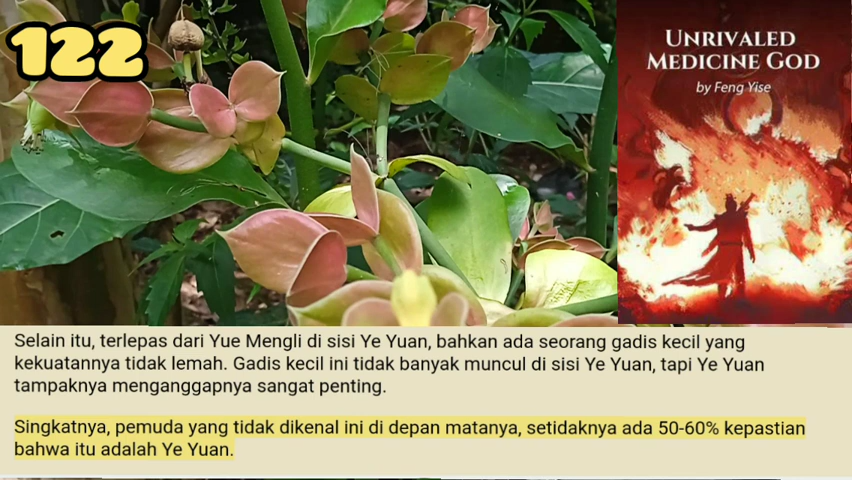 122
UNRIVALED
MEDICINE GOD
by Feng Yise
Selain itu, terlepas dari Yue Mengli di sisi Ye Yuan, bahkan ada seorang gadis kecil yang
kekuatannya tidak lemah. Gadis kecil ini tidak banyak muncul di sisi Ye Yuan, tapi Ye Yuan
tampaknya menganggapnya sangat penting.
Singkatnya, pemuda yang tidak dikenal ini di depan matanya, setidaknya ada 50-60% kepastian
bahwa itu adalah Ye Yuan.